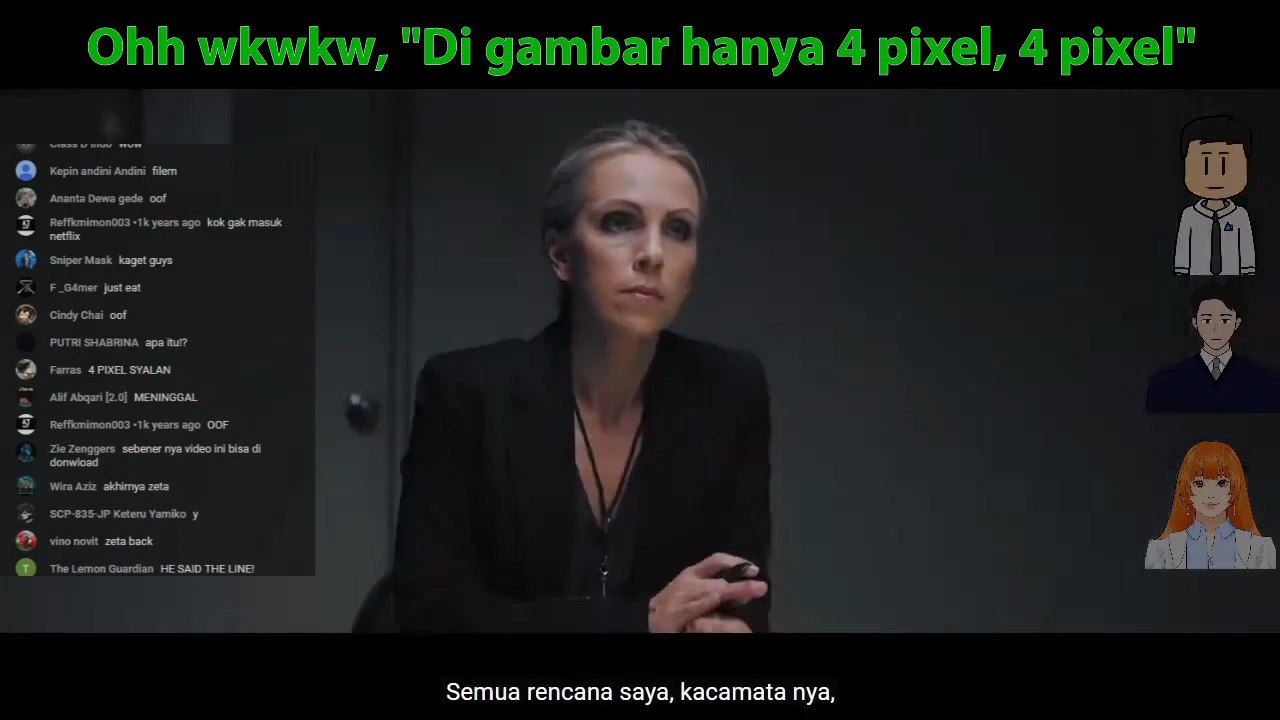 Ohh wkwkw, "Di gambar hanya 4 pixel, 4 pixel"
Class D Indo wow
Kepin andini Andini filem
Ananta Dewa gede oof
Reffkmimon003 •1k years ago kok gak masuk
netflix
Sniper Mask kaget guys
F_G4mer just eat
Cindy Chai oof
PUTRI SHABRINA apa itu!?
Farras 4 PIXEL SYALAN
Alif Abqari [2.0] MENINGGAL
Reffkmimon003 •1k years ago OOF
Zie Zenggers sebener nya video ini bisa di
donwload
Wira Aziz akhirnya zeta
SCP-835-JP Keteru Yamiko y
vino novit zeta back
T The Lemon Guardian HE SAID THE LINE!
Semua rencana saya, kacamata nya,